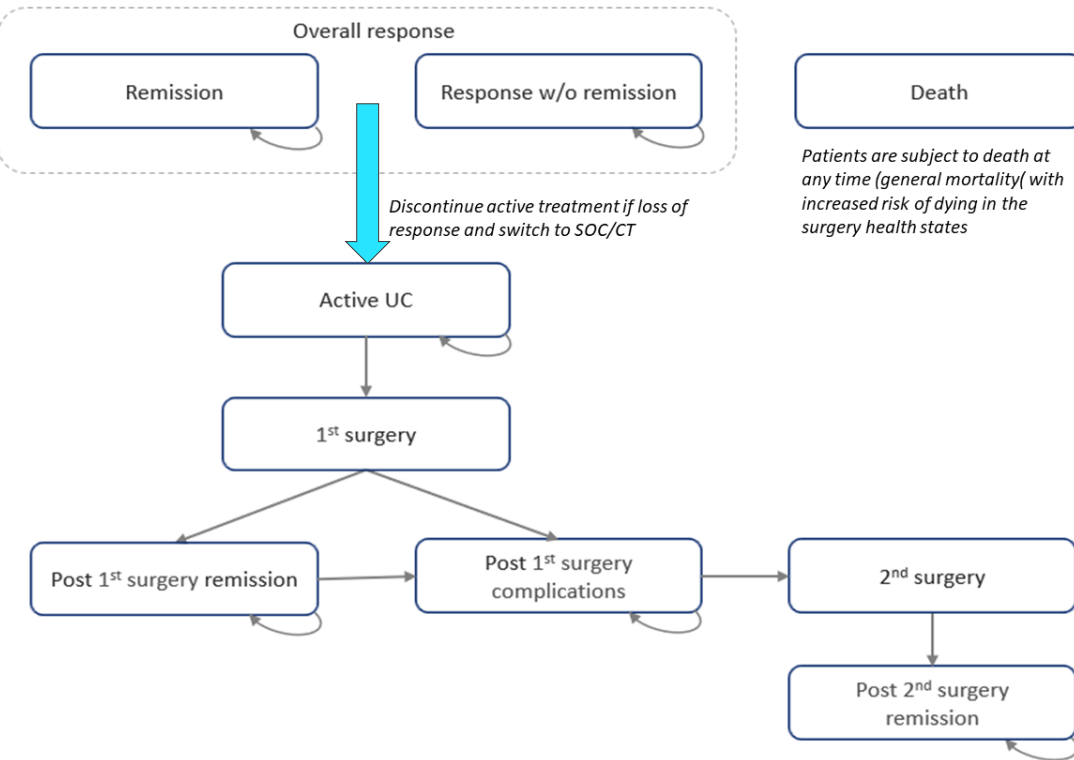 Overall response
Remission
Response w/o remission
Death
Patients are subject to death at
any time (general mortality( with
increased risk of dying in the
surgery health states
Discontinue active treatment if loss of
response and switch to SOC/CT
Active UC
1st surgery
Post 1st surgery remission
Post 1st surgery
complications
2nd surgery
Post 2nd surgery
remission